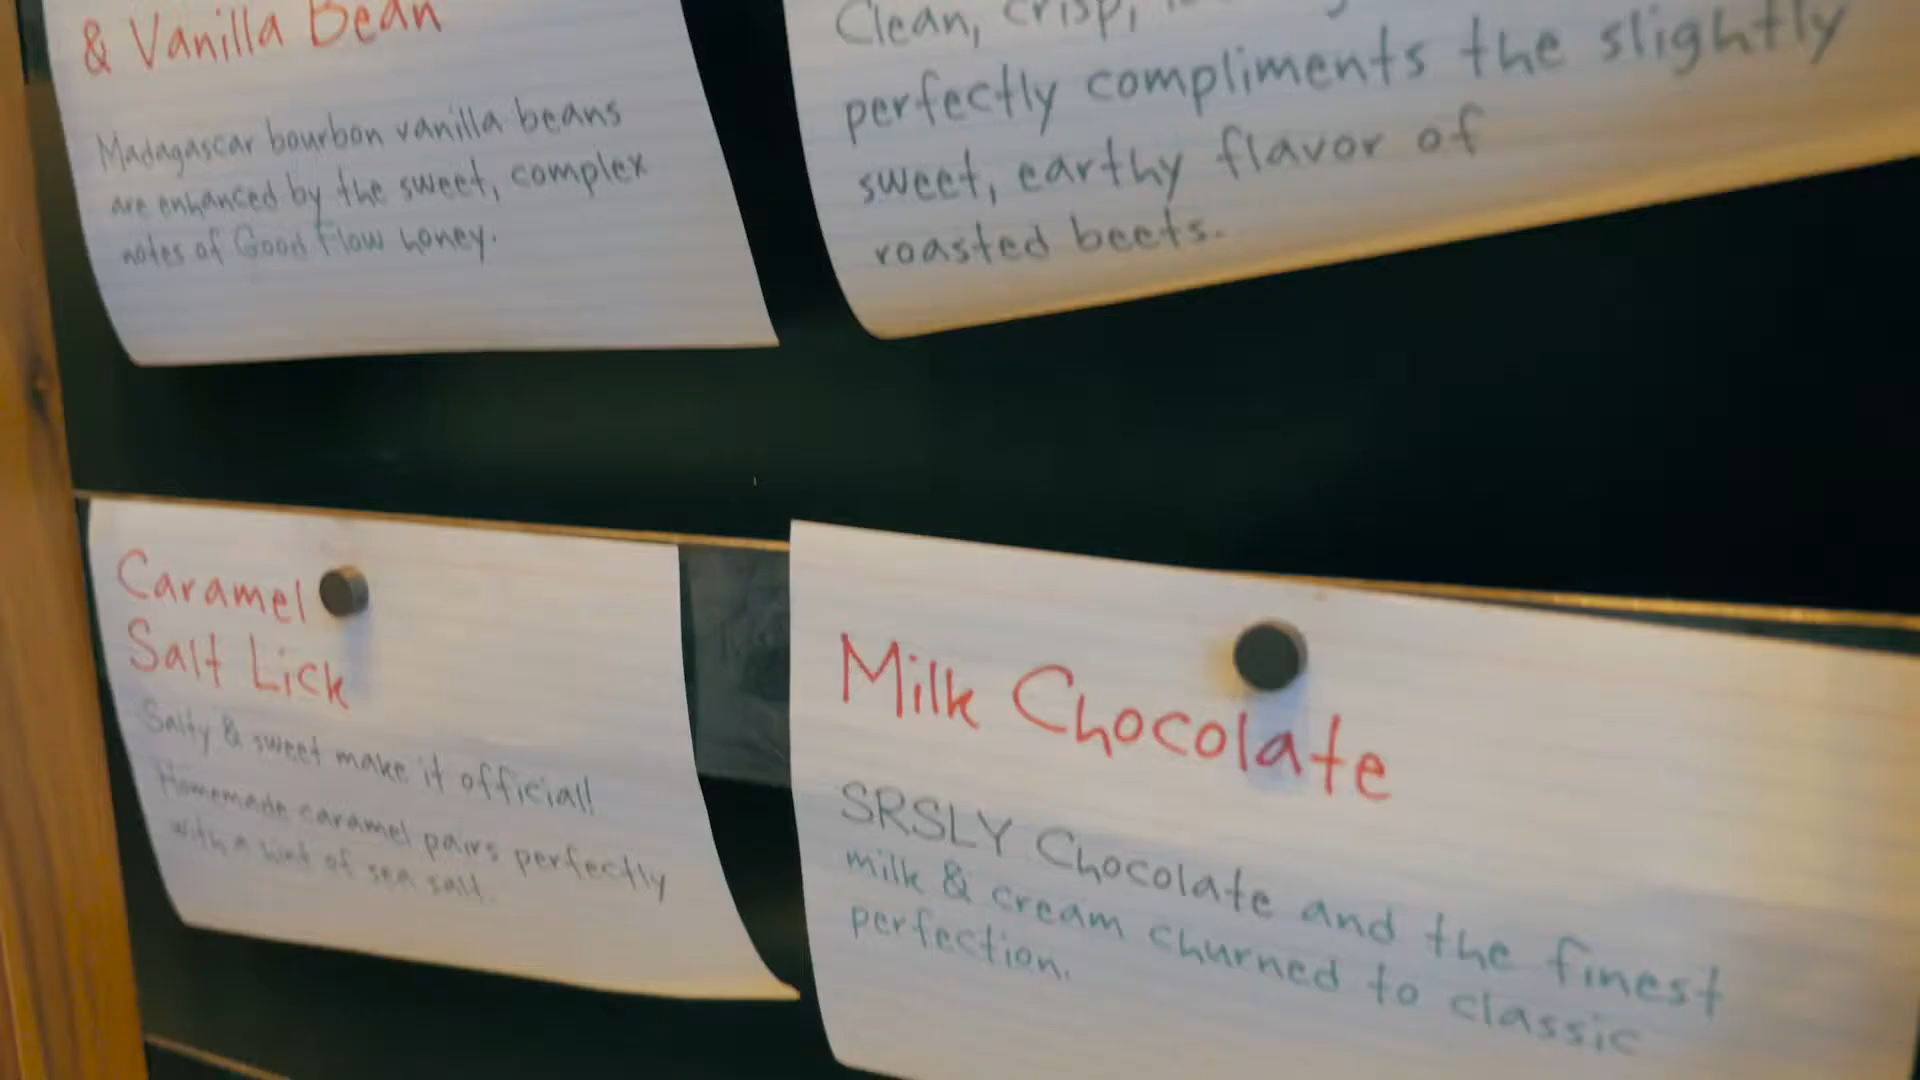 & Vanilla Bean
Madagascar bourbon vanilla beans
are enhanced by the sweet, complex
notes of Good Flow honey.
Clean, crisp,
perfectly compliments the slightly
sweet, earthy flavor of
roasted beets.
Caramel
Salt Lick
Salty & sweet make it official!
Homemade caramel pairs perfectly
with a hint of sea salt.
Milk Chocolate
SRSLY Chocolate and the finest
milk & cream churned to classic
perfection.